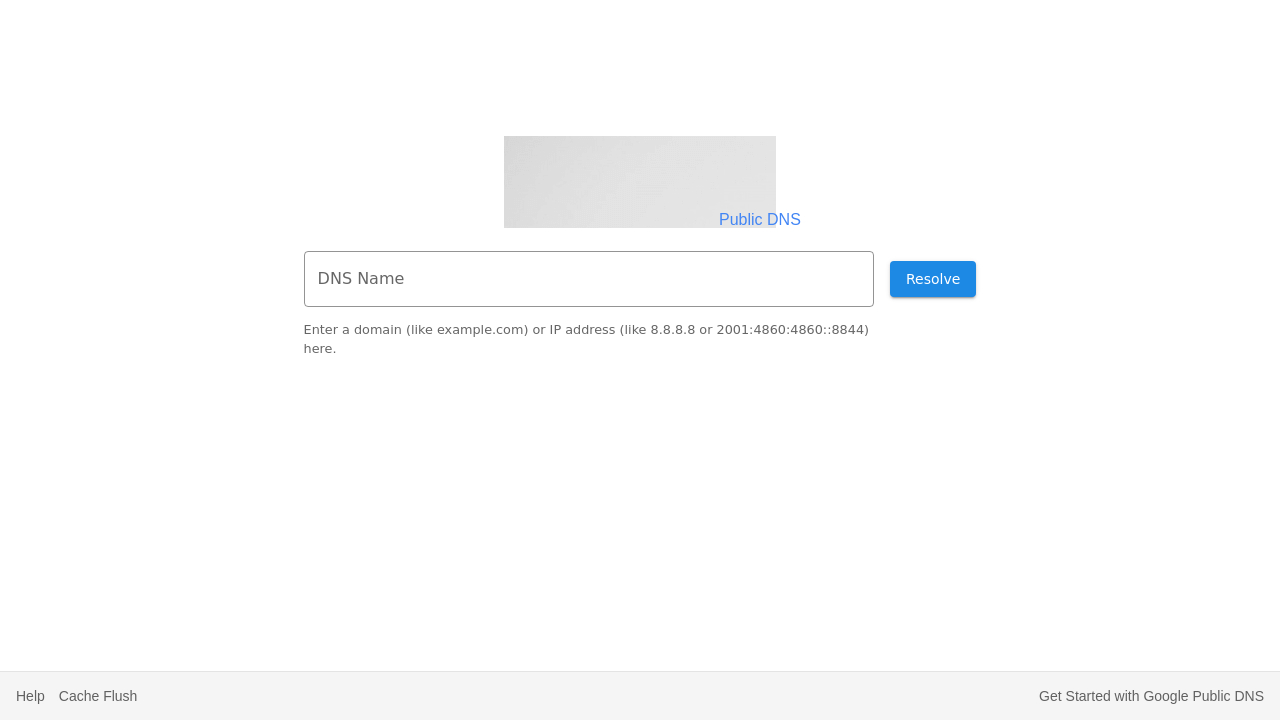 Public DNS
DNS Name
Resolve
Enter a domain (like example.com) or IP address (like 8.8.8.8 or 2001:4860:4860::8844)
here.
Help
Cache Flush
Get Started with Google Public DNS